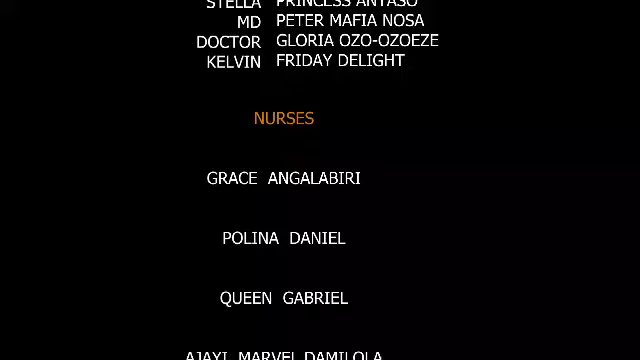 STELLA PRINCESS ANYASO
MD PETER MAFIA NOSA
DOCTOR GLORIA OZO-OZOEZE
KELVIN FRIDAY DELIGHT
NURSES
GRACE ANGALABIRI
POLINA DANIEL
QUEEN GABRIEL
AJAYI MARVEL DAMILOLA